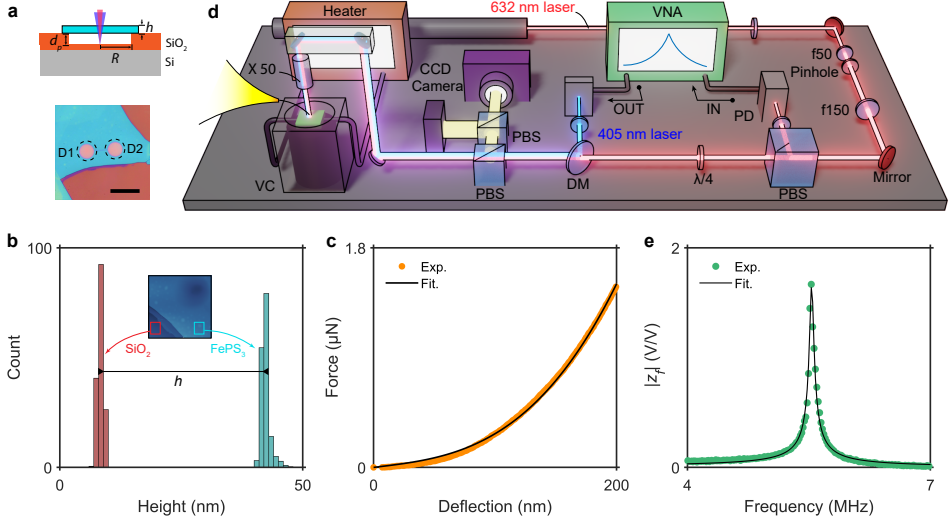 a
h
d_p
SiO₂
R
Si
D1
D2
d
Heater
632 nm laser
VNA
X 50
CCD
Camera
f50
Pinhole
OUT
IN
PD
f150
PBS
405 nm laser
VC
PBS
DM
λ/4
PBS
Mirror
b
100
Count
SiO₂
FePS₃
h
0
0
50
Height (nm)
c
1.8
Exp.
Fit.
Force (μN)
0
0
200
Deflection (nm)
e
2
Exp.
Fit.
|z_f| (V/V)
0
4
7
Frequency (MHz)